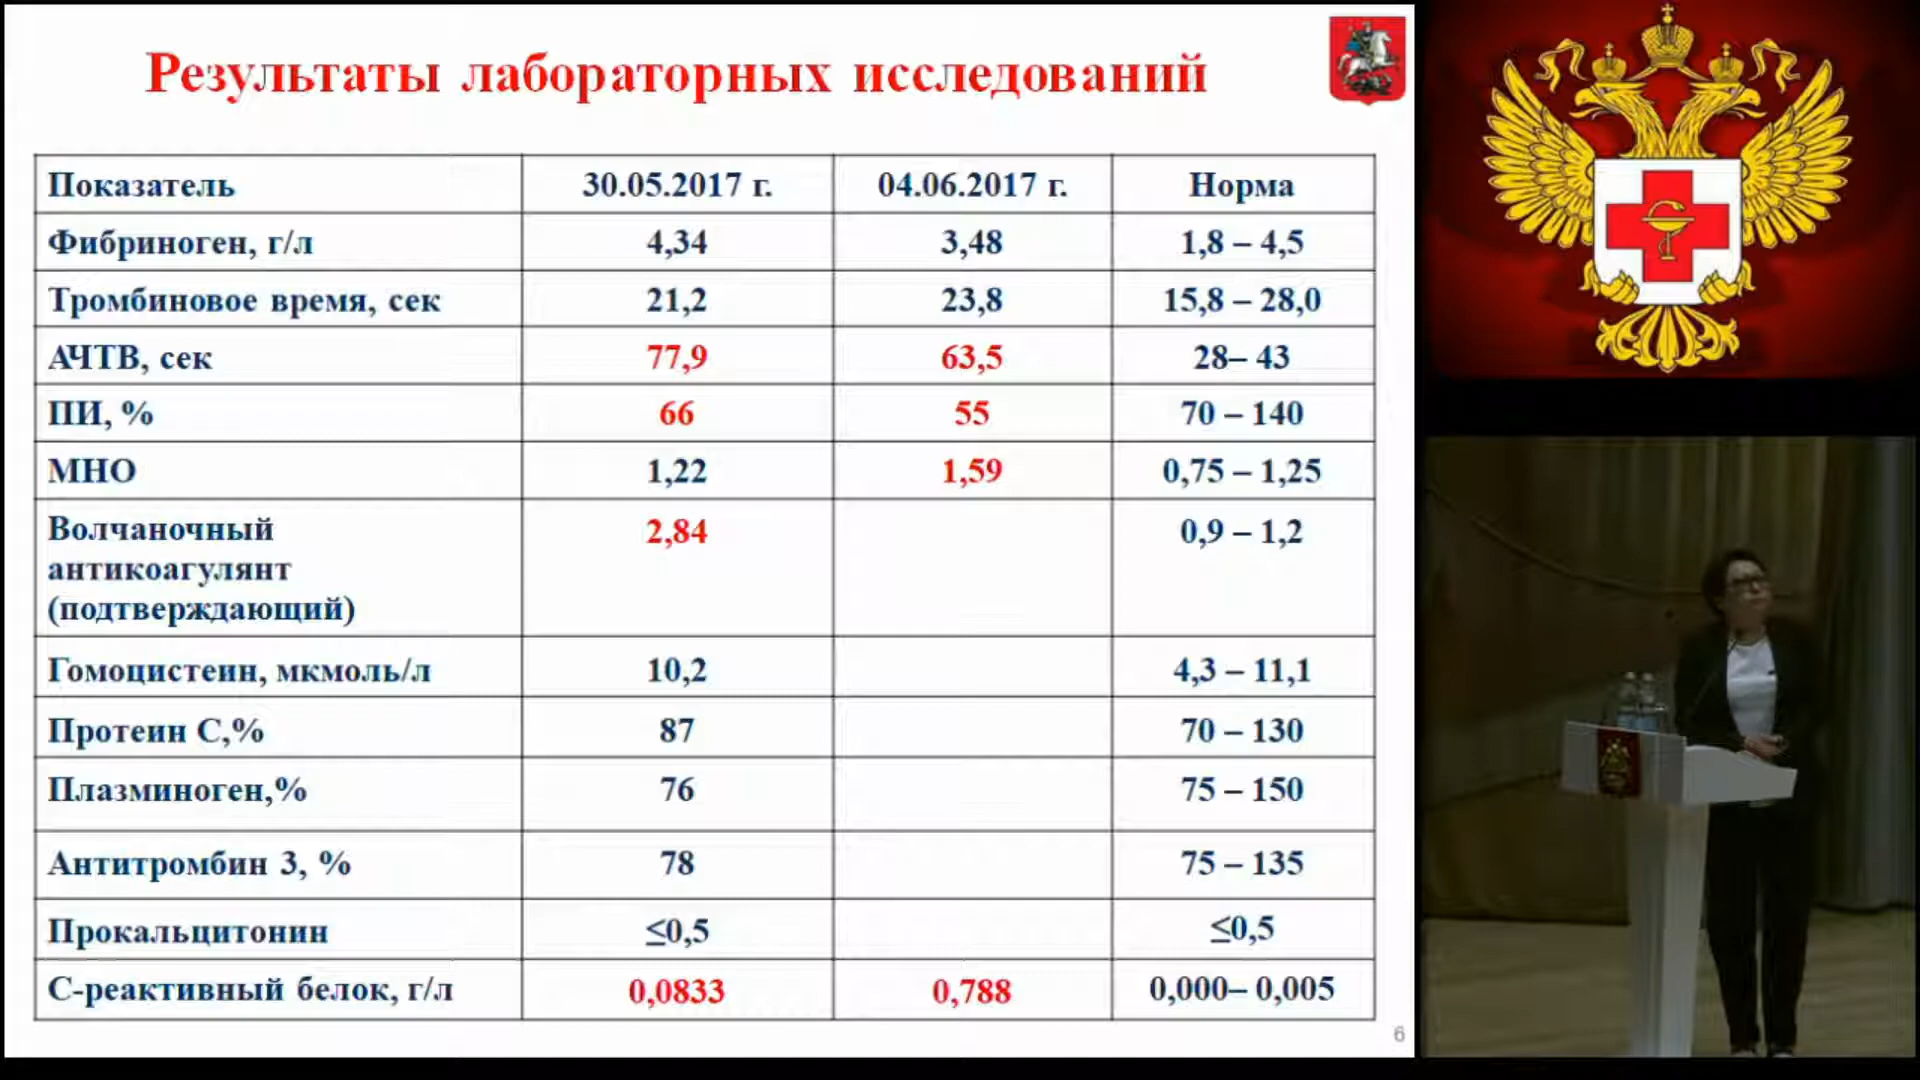 Результаты лабораторных исследований
Показатель 30.05.2017 г. 04.06.2017 г. Норма
Фибриноген, г/л 4,34 3,48 1,8 – 4,5
Тромбиновое время, сек 21,2 23,8 15,8 – 28,0
АЧТВ, сек 77,9 63,5 28– 43
ПИ, % 66 55 70 – 140
МНО 1,22 1,59 0,75 – 1,25
Волчаночный 2,84 0,9 – 1,2
антикоагулянт
(подтверждающий)
Гомоцистеин, мкмоль/л 10,2 4,3 – 11,1
Протеин С,% 87 70 – 130
Плазминоген,% 76 75 – 150
Антитромбин 3, % 78 75 – 135
Прокальцитонин ≤0,5 ≤0,5
С-реактивный белок, г/л 0,0833 0,788 0,000– 0,005
6